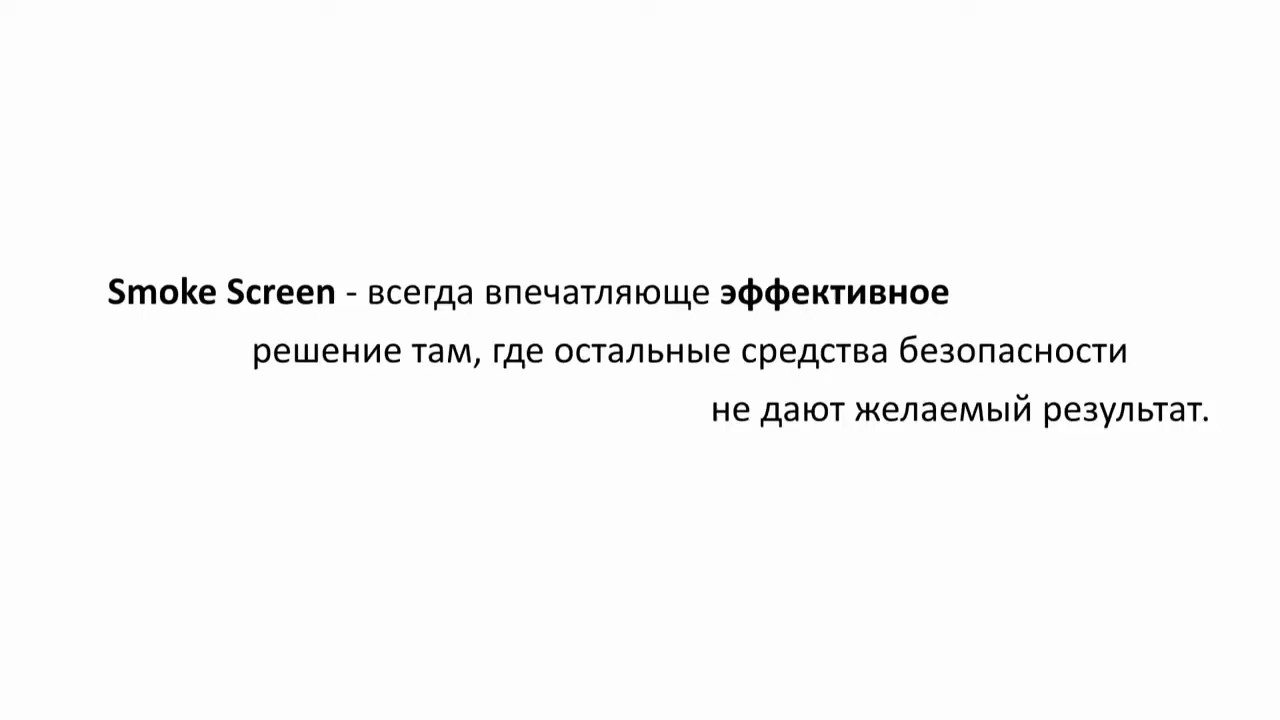 Smoke Screen - всегда впечатляюще эффективное
решение там, где остальные средства безопасности
не дают желаемый результат.